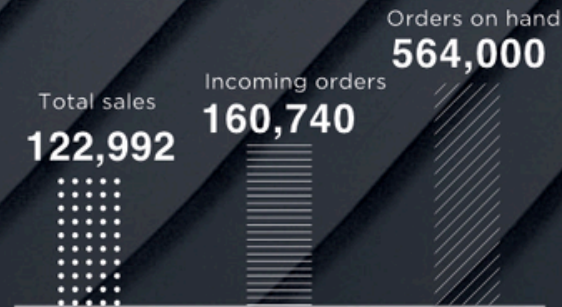 Orders on hand
564,000
Incoming orders
160,740
Total sales
122,992